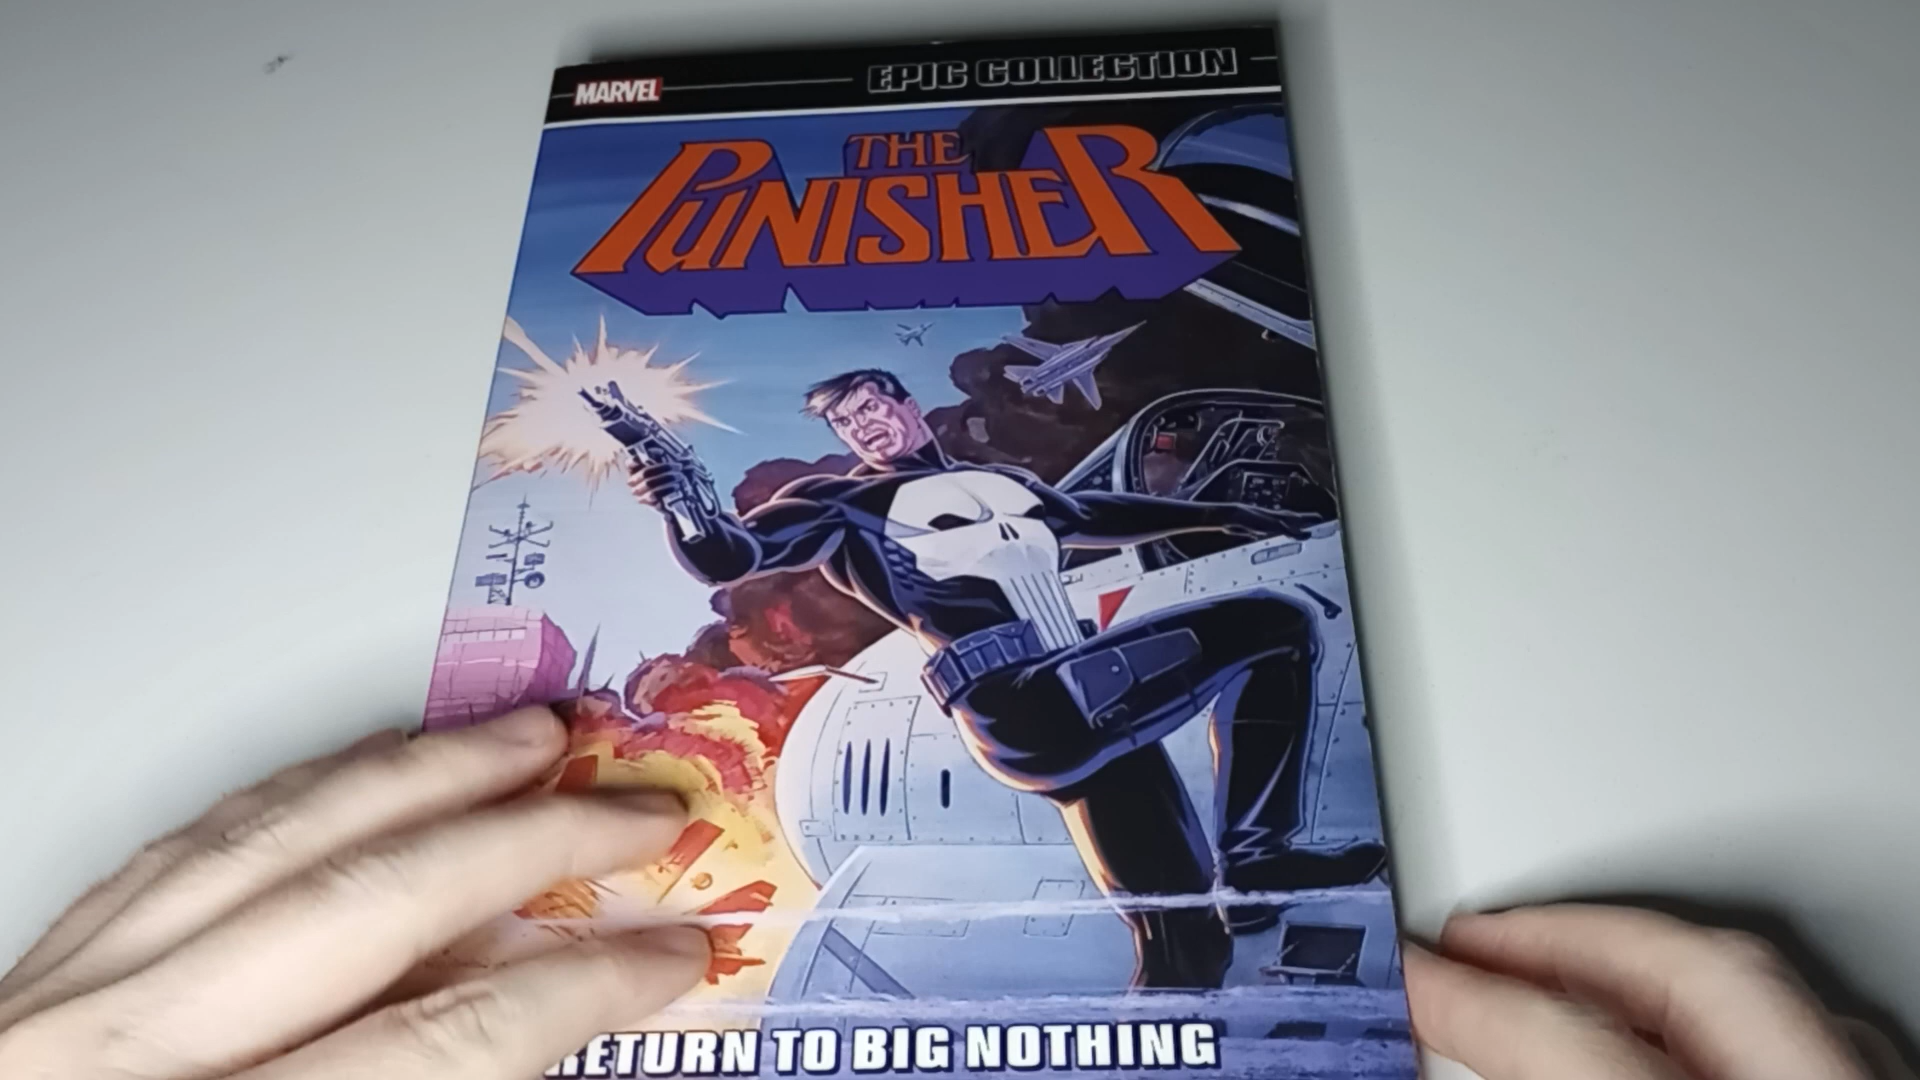 MARVEL
EPIC COLLECTION
THE
PUNISHER
RETURN TO BIG NOTHING